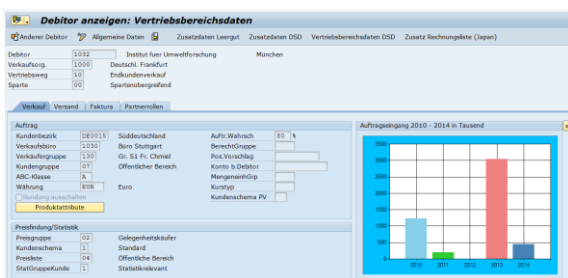 Debitor anzeigen: Vertriebsbereichsdaten
Anderer Debitor Allgemeine Daten Zusatzdaten Leergut Zusatzdaten DSD Vertriebsbereichsdaten DSD Zusatz Rechnungsliste (Japan)
Debitor 1032 Institut fuer Umweltforschung München
Verkaufsorg. 1000 Deutschl. Frankfurt
Vertriebsweg 10 Endkundenverkauf
Sparte 00 Spartenübergreifend
Verkauf Versand Faktura Partnerrollen
Auftrag
Kundenbezirk DE0015 Süddeutschland Auftr.Wahrsch 80 %
Verkaufsbüro 1030 Büro Stuttgart BerechtGruppe
Verkäufergruppe 130 Gr. S1 Fr. Chmiel Pos.Vorschlag
Kundengruppe 07 Öffentlicher Bereich Konto b.Debitor
ABC-Klasse A MengeneinhGrp
Währung EUR Euro Kurstyp
Rundung ausschalten Kundenschema PV
Produktattribute
Preisfindung/Statistik
Preisgruppe 02 Gelegenheitskäufer
Kundenschema 1 Standard
Preisliste 04 Öffentliche Bereich
StatGruppeKunde 1 Statistikrelevant
Auftragseingang 2010 - 2014 in Tausend
3500
3000
2500
2000
1500
1000
500
0
2010 2011 2012 2013 2014